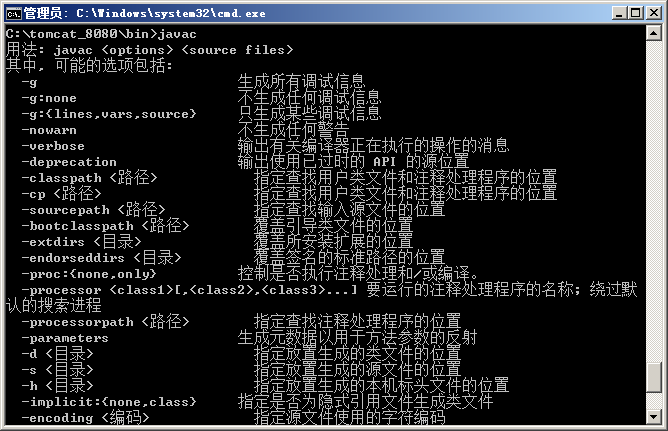 管理员: C:\Windows\system32\cmd.exe
C:\tomcat_8080\bin>javac
用法: javac <options> <source files>
其中, 可能的选项包括:
-g 生成所有调试信息
-g:none 不生成任何调试信息
-g:{lines,vars,source} 只生成某些调试信息
-nowarn 不生成任何警告
-verbose 输出有关编译器正在执行的操作的消息
-deprecation 输出使用已过时的 API 的源位置
-classpath <路径> 指定查找用户类文件和注释处理程序的位置
-cp <路径> 指定查找用户类文件和注释处理程序的位置
-sourcepath <路径> 指定查找输入源文件的位置
-bootclasspath <路径> 覆盖引导类文件的位置
-extdirs <目录> 覆盖所安装扩展的位置
-endorseddirs <目录> 覆盖签名的标准路径的位置
-proc:{none,only} 控制是否执行注释处理和/或编译。
-processor <class1>[,<class2>,<class3>...] 要运行的注释处理程序的名称; 绕过默
认的搜索进程
-processorpath <路径> 指定查找注释处理程序的位置
-parameters 生成元数据以用于方法参数的反射
-d <目录> 指定放置生成的类文件的位置
-s <目录> 指定放置生成的源文件的位置
-h <目录> 指定放置生成的本机标头文件的位置
-implicit:{none,class} 指定是否为隐式引用文件生成类文件
-encoding <编码> 指定源文件使用的字符编码